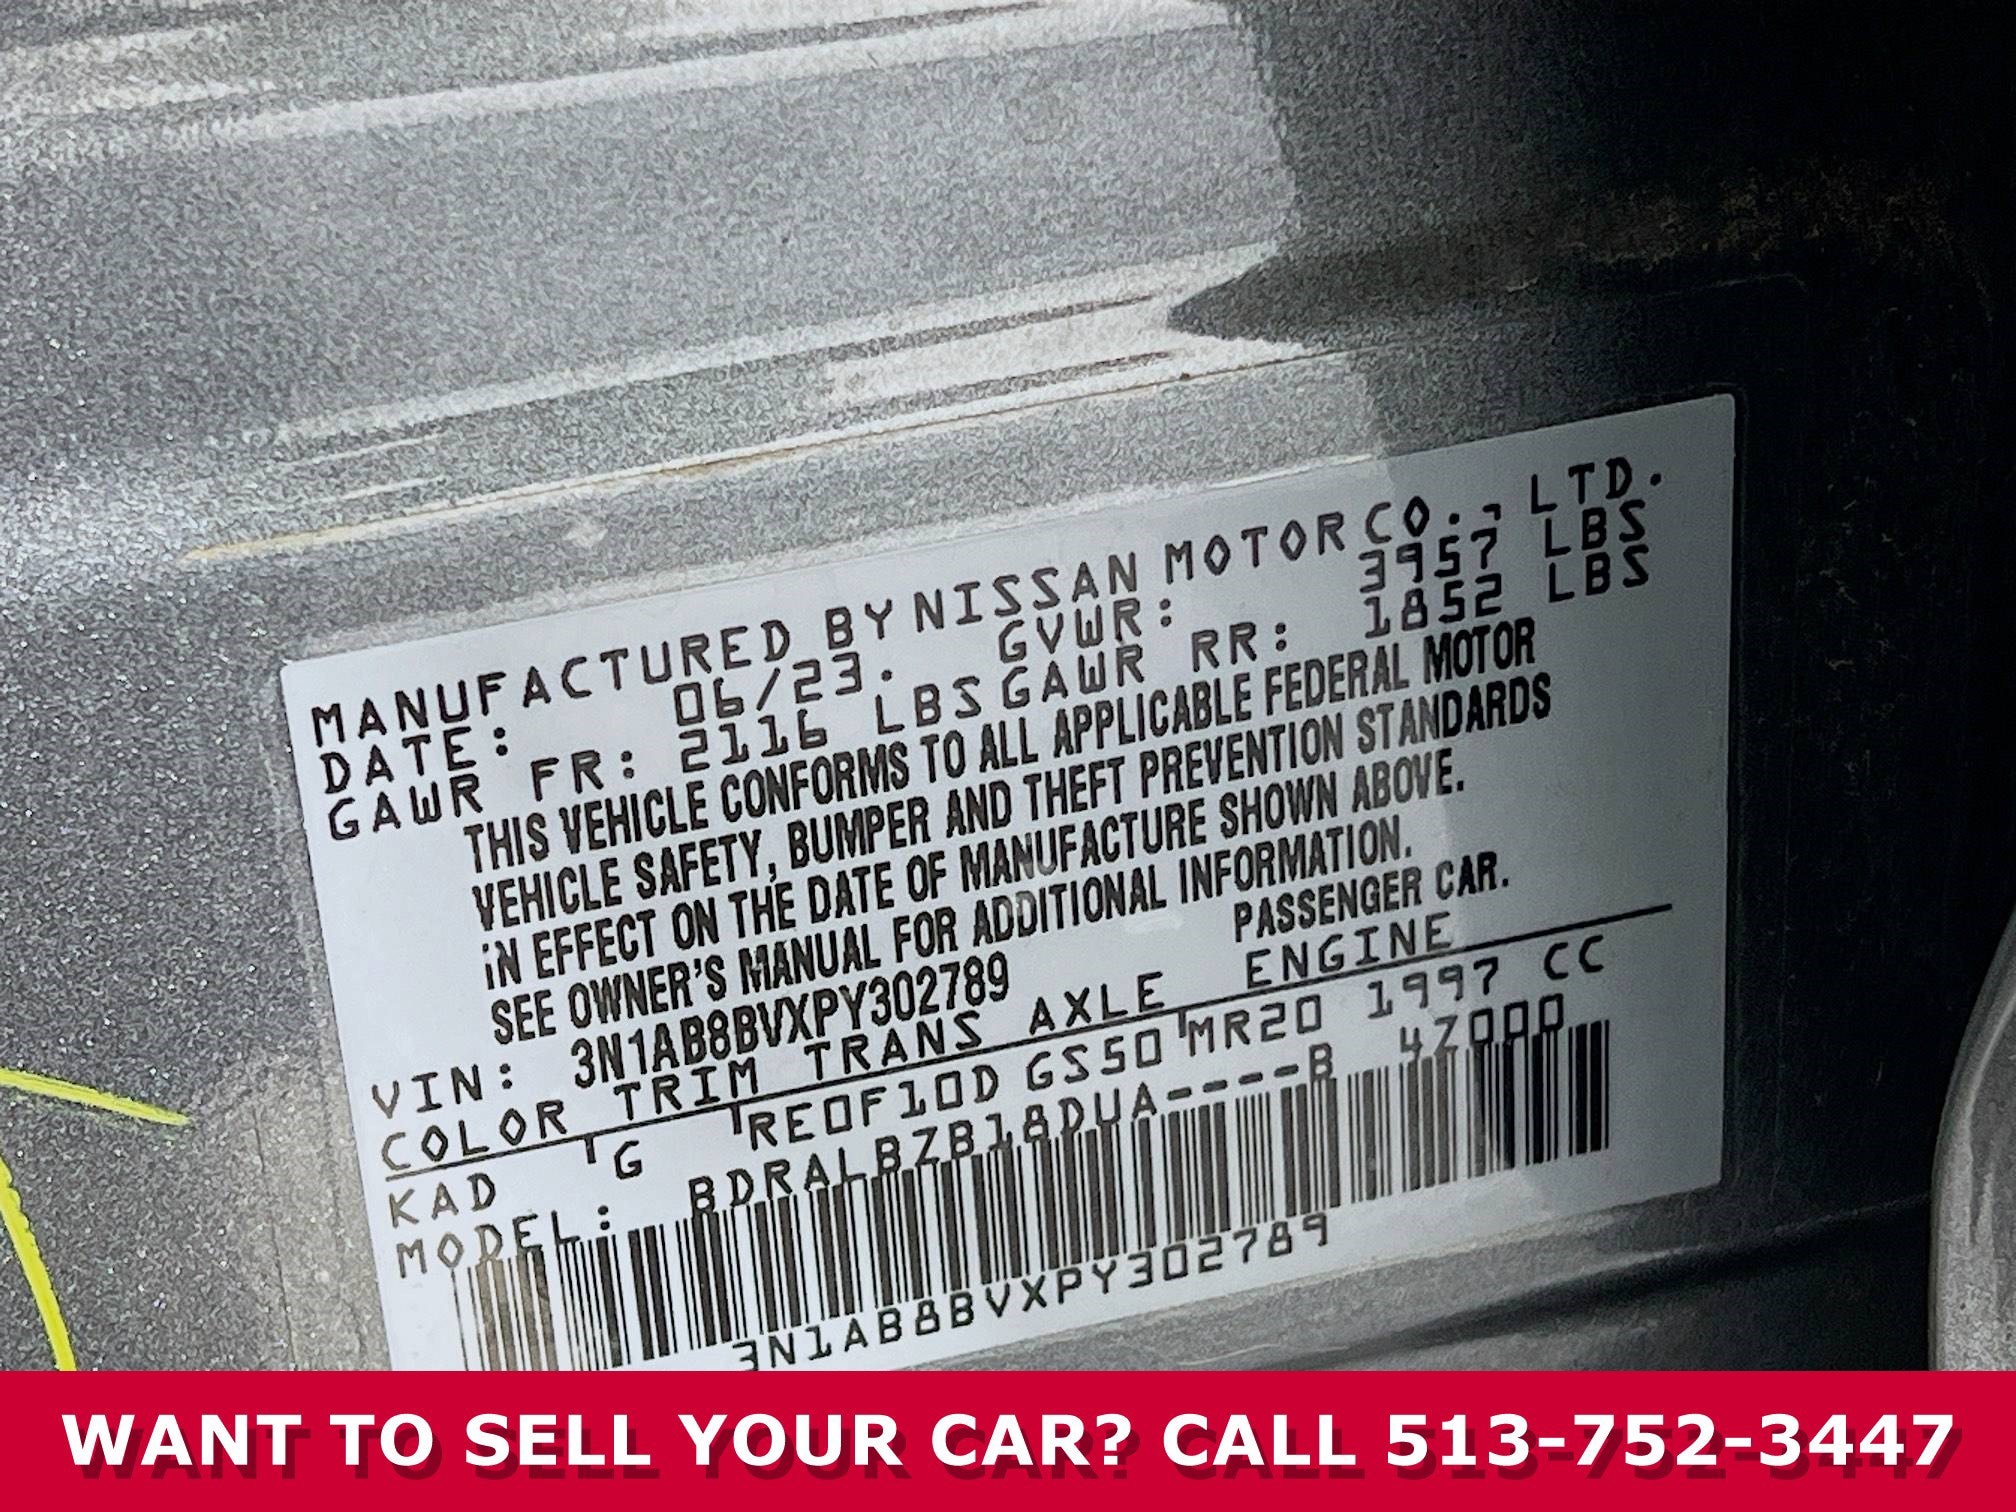 MANUFACTURED BY NISSAN MOTOR CO., LTD.
DATE: 06/23. GVWR: 3957 LBS
GAWR FR: 2116 LBS GAWR RR: 1852 LBS
THIS VEHICLE CONFORMS TO ALL APPLICABLE FEDERAL MOTOR
VEHICLE SAFETY, BUMPER AND THEFT PREVENTION STANDARDS
IN EFFECT ON THE DATE OF MANUFACTURE SHOWN ABOVE.
SEE OWNER'S MANUAL FOR ADDITIONAL INFORMATION.
VIN: 3N1AB8BVXPY302789 PASSENGER CAR.
COLOR TRIM TRANS AXLE ENGINE
KAD G RE0F10D GS50 MR20 1997 CC
MODEL: BDRALBZB18DUA----B 4Z000
3N1AB8BVXPY302789
WANT TO SELL YOUR CAR? CALL 513-752-3447